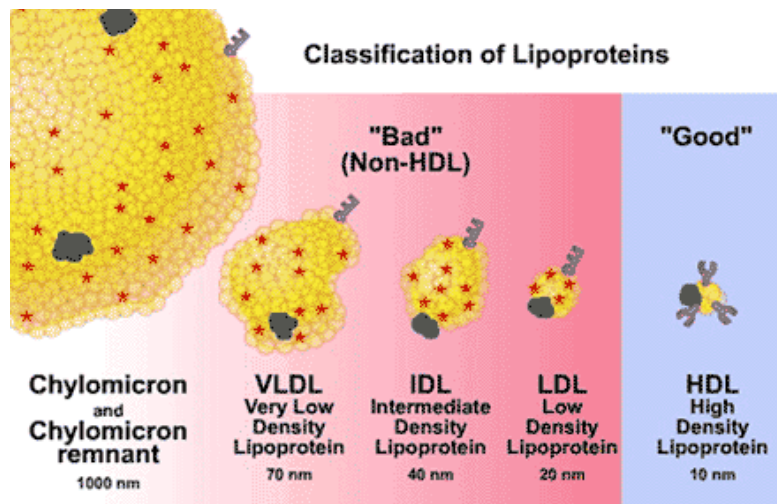 Classification of Lipoproteins
"Bad"
(Non-HDL)
"Good"
Chylomicron
and
Chylomicron
remnant
1000 nm
VLDL
Very Low
Density
Lipoprotein
70 nm
IDL
Intermediate
Density
Lipoprotein
40 nm
LDL
Low
Density
Lipoprotein
20 nm
HDL
High
Density
Lipoprotein
10 nm